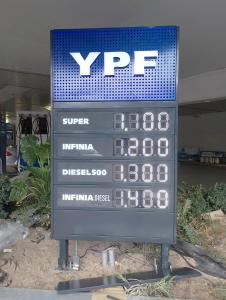 YPF
SUPER 1.100
INFINIA 1.200
DIESEL500 1.300
INFINIA DIESEL 1.400